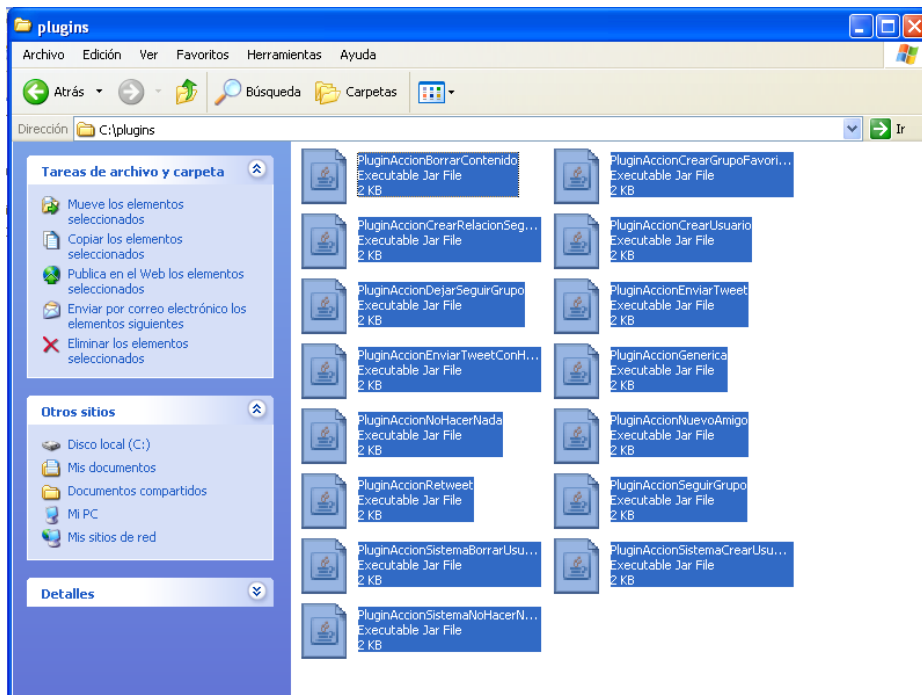 plugins
Archivo Edición Ver Favoritos Herramientas Ayuda
Atrás Búsqueda Carpetas
Dirección C:\plugins Ir
Tareas de archivo y carpeta
Mueve los elementos
seleccionados
Copiar los elementos
seleccionados
Publica en el Web los elementos
seleccionados
Enviar por correo electrónico los
elementos siguientes
Eliminar los elementos
seleccionados
Otros sitios
Disco local (C:)
Mis documentos
Documentos compartidos
Mi PC
Mis sitios de red
Detalles
PluginAccionBorrarContenido
Executable Jar File
2 KB
PluginAccionCrearGrupoFavori...
Executable Jar File
2 KB
PluginAccionCrearRelacionSeg...
Executable Jar File
2 KB
PluginAccionCrearUsuario
Executable Jar File
2 KB
PluginAccionDejarSeguirGrupo
Executable Jar File
2 KB
PluginAccionEnviarTweet
Executable Jar File
2 KB
PluginAccionEnviarTweetConH...
Executable Jar File
2 KB
PluginAccionGenerica
Executable Jar File
2 KB
PluginAccionNoHacerNada
Executable Jar File
2 KB
PluginAccionNuevoAmigo
Executable Jar File
2 KB
PluginAccionRetweet
Executable Jar File
2 KB
PluginAccionSeguirGrupo
Executable Jar File
2 KB
PluginAccionSistemaBorrarUsu...
Executable Jar File
2 KB
PluginAccionSistemaCrearUsu...
Executable Jar File
2 KB
PluginAccionSistemaNoHacerN...
Executable Jar File
2 KB